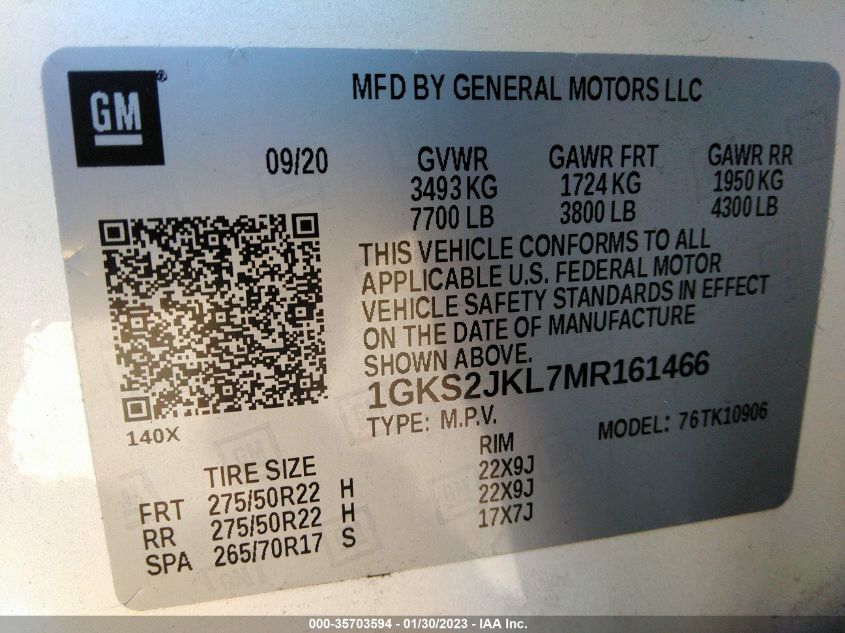 GM®
MFD BY GENERAL MOTORS LLC
09/20 GVWR GAWR FRT GAWR RR
3493 KG 1724 KG 1950 KG
7700 LB 3800 LB 4300 LB
THIS VEHICLE CONFORMS TO ALL
APPLICABLE U.S. FEDERAL MOTOR
VEHICLE SAFETY STANDARDS IN EFFECT
ON THE DATE OF MANUFACTURE
SHOWN ABOVE.
1GKS2JKL7MR161466
140X
TYPE: M.P.V. MODEL: 76TK10906
TIRE SIZE RIM
FRT 275/50R22 H 22X9J
RR 275/50R22 H 22X9J
SPA 265/70R17 S 17X7J
000-35703594 — 01/30/2023 — IAA Inc.